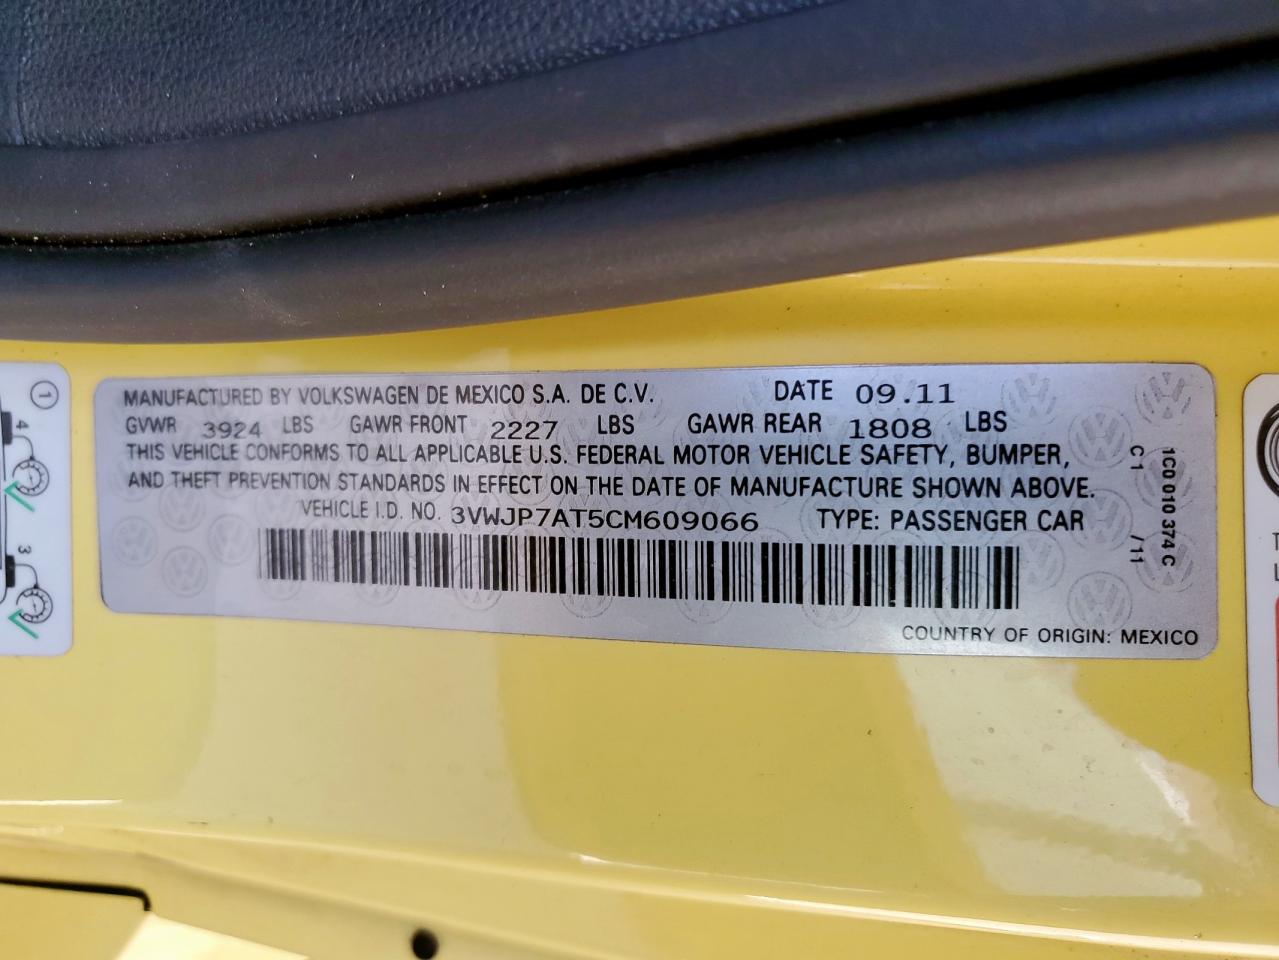 MANUFACTURED BY VOLKSWAGEN DE MEXICO S.A. DE C.V. DATE 09.11
GVWR 3924 LBS GAWR FRONT 2227 LBS GAWR REAR 1808 LBS
THIS VEHICLE CONFORMS TO ALL APPLICABLE U.S. FEDERAL MOTOR VEHICLE SAFETY, BUMPER,
AND THEFT PREVENTION STANDARDS IN EFFECT ON THE DATE OF MANUFACTURE SHOWN ABOVE.
VEHICLE I.D. NO. 3VWJP7AT5CM609066 TYPE: PASSENGER CAR
COUNTRY OF ORIGIN: MEXICO
1C0 010 374 C
C1 /11
1
4
3